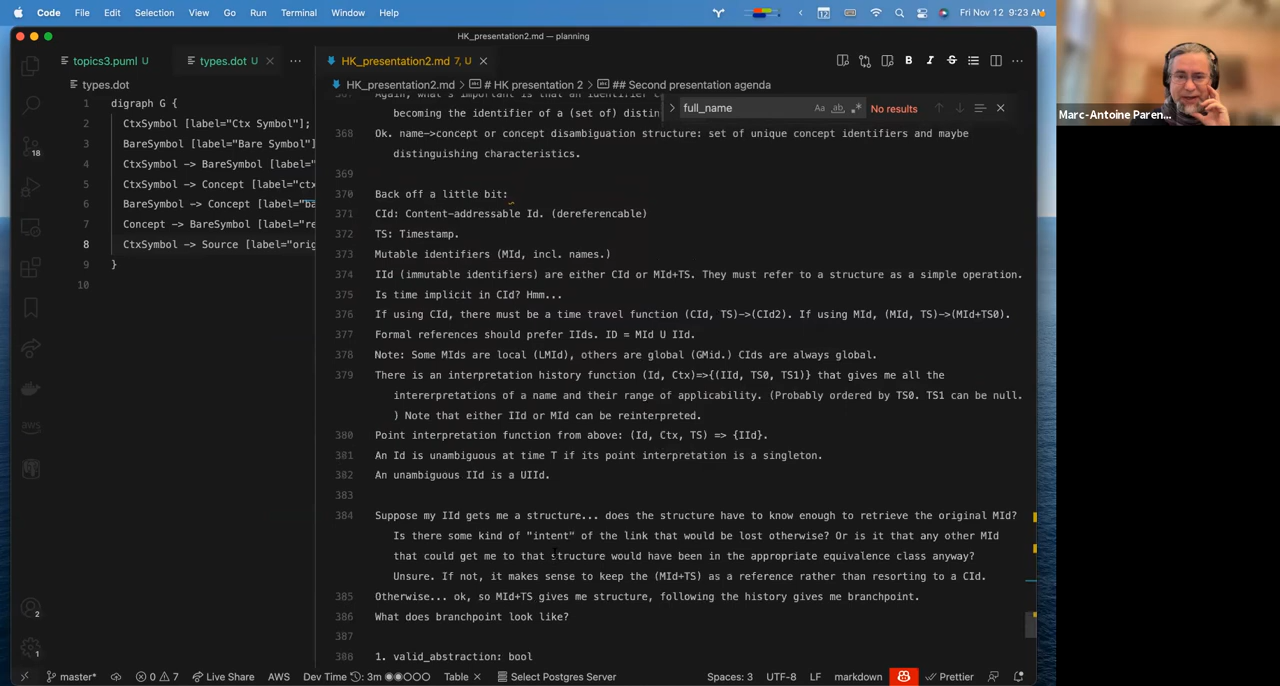 Code File Edit Selection View Go Run Terminal Window Help
12 Fri Nov 12 9:23 AM
HK_presentation2.md — planning
topics3.puml U
types.dot U
HK_presentation2.md 7, U
types.dot
HK_presentation2.md > # HK presentation 2 > ## Second presentation agenda
full_name
Aa
No results
1 digraph G {
2 CtxSymbol [label="Ctx Symbol"];
3 BareSymbol [label="Bare Symbol"]
4 CtxSymbol -> BareSymbol [label="
5 CtxSymbol -> Concept [label="ctx
6 BareSymbol -> Concept [label="ba
7 Concept -> BareSymbol [label="re
8 CtxSymbol -> Source [label="orig
9 }
10
becoming the identifier of a (set of) distin
368 Ok. name->concept or concept disambiguation structure: set of unique concept identifiers and maybe
distinguishing characteristics.
369
370 Back off a little bit:
371 CId: Content-addressable Id. (dereferencable)
372 TS: Timestamp.
373 Mutable identifiers (MId, incl. names.)
374 IId (immutable identifiers) are either CId or MId+TS. They must refer to a structure as a simple operation.
375 Is time implicit in CId? Hmm...
376 If using CId, there must be a time travel function (CId, TS)->(CId2). If using MId, (MId, TS)->(MId+TS0).
377 Formal references should prefer IIds. ID = MId U IId.
378 Note: Some MIds are local (LMId), others are global (GMid.) CIds are always global.
379 There is an interpretation history function (Id, Ctx)=>{(IId, TS0, TS1)} that gives me all the
intererpretations of a name and their range of applicability. (Probably ordered by TS0. TS1 can be null.
) Note that either IId or MId can be reinterpreted.
380 Point interpretation function from above: (Id, Ctx, TS) => {IId}.
381 An Id is unambiguous at time T if its point interpretation is a singleton.
382 An unambiguous IId is a UIId.
383
384 Suppose my IId gets me a structure... does the structure have to know enough to retrieve the original MId?
Is there some kind of "intent" of the link that would be lost otherwise? Or is it that any other MId
that could get me to that structure would have been in the appropriate equivalence class anyway?
Unsure. If not, it makes sense to keep the (MId+TS) as a reference rather than resorting to a CId.
385 Otherwise... ok, so MId+TS gives me structure, following the history gives me branchpoint.
386 What does branchpoint look like?
387
388 1. valid_abstraction: bool
18
aws
2
1
master* 0 7 Live Share AWS Dev Time 3m Table Select Postgres Server Spaces: 3 UTF-8 LF markdown Prettier
Marc-Antoine Paren...